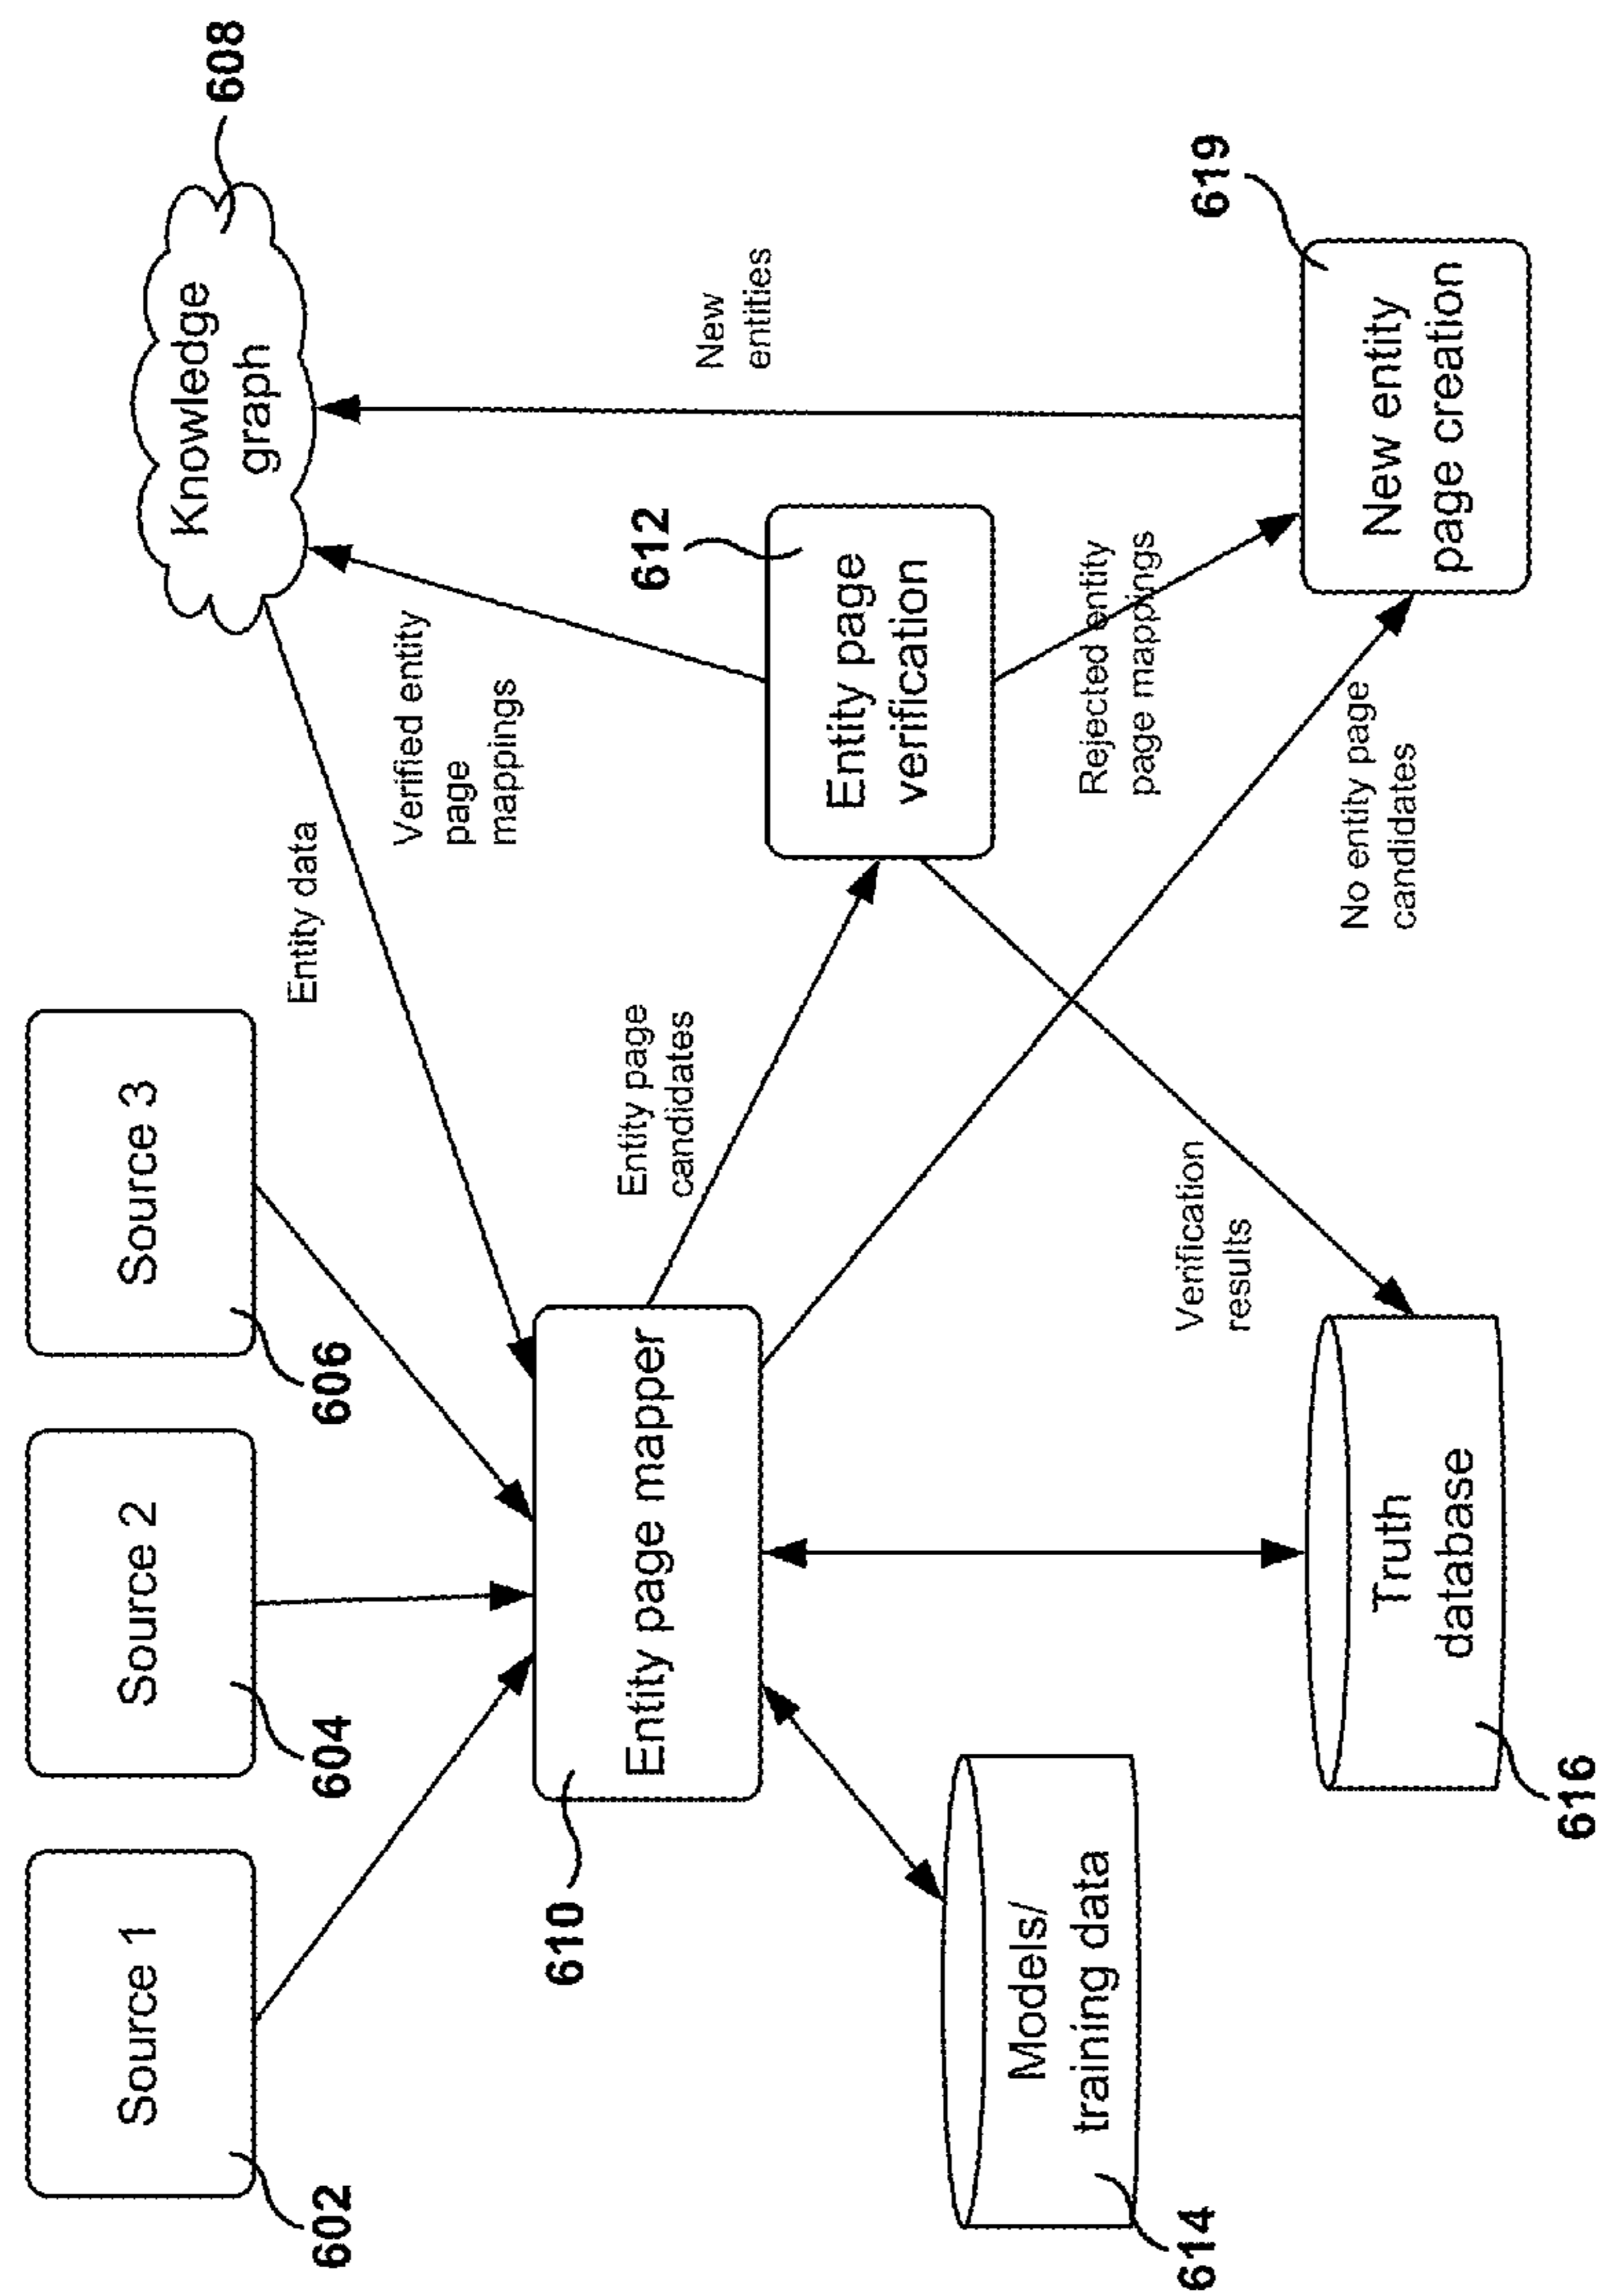 Source 1
602
Source 2
604
Source 3
606
Knowledge
graph
608
Entity data
Verified entity
page
mappings
New
entities
610
Entity page mapper
Entity page
candidates
612
Entity page
verification
Rejected entity
page mappings
619
New entity
page creation
No entity page
candidates
Verification
results
Models/
training data
614
Truth
database
616